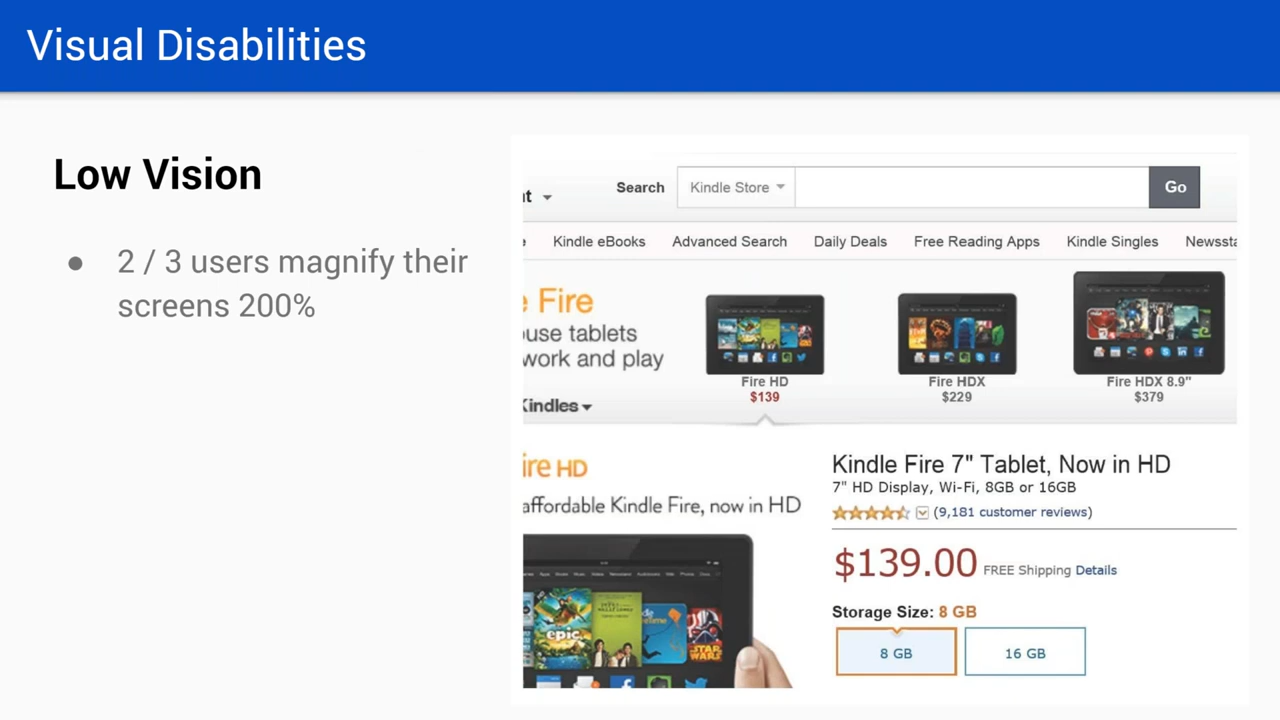 Visual Disabilities
Low Vision
● 2 / 3 users magnify their
screens 200%
Search Kindle Store Go
Kindle eBooks Advanced Search Daily Deals Free Reading Apps Kindle Singles
e Fire
use tablets
work and play
Fire HD
$139
Fire HDX
$229
Fire HDX 8.9"
$379
Kindles
ire HD
affordable Kindle Fire, now in HD
epic
STAR
WARS
Kindle Fire 7" Tablet, Now in HD
7" HD Display, Wi-Fi, 8GB or 16GB
(9,181 customer reviews)
$139.00 FREE Shipping Details
Storage Size: 8 GB
8 GB 16 GB